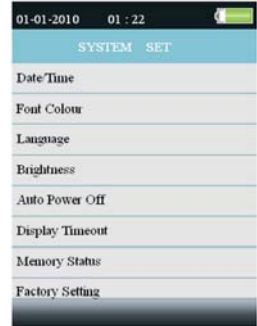 01-01-2010 01 : 22
SYSTEM SET
Date/Time
Font Colour
Language
Brightness
Auto Power Off
Display Timeout
Memory Status
Factory Setting